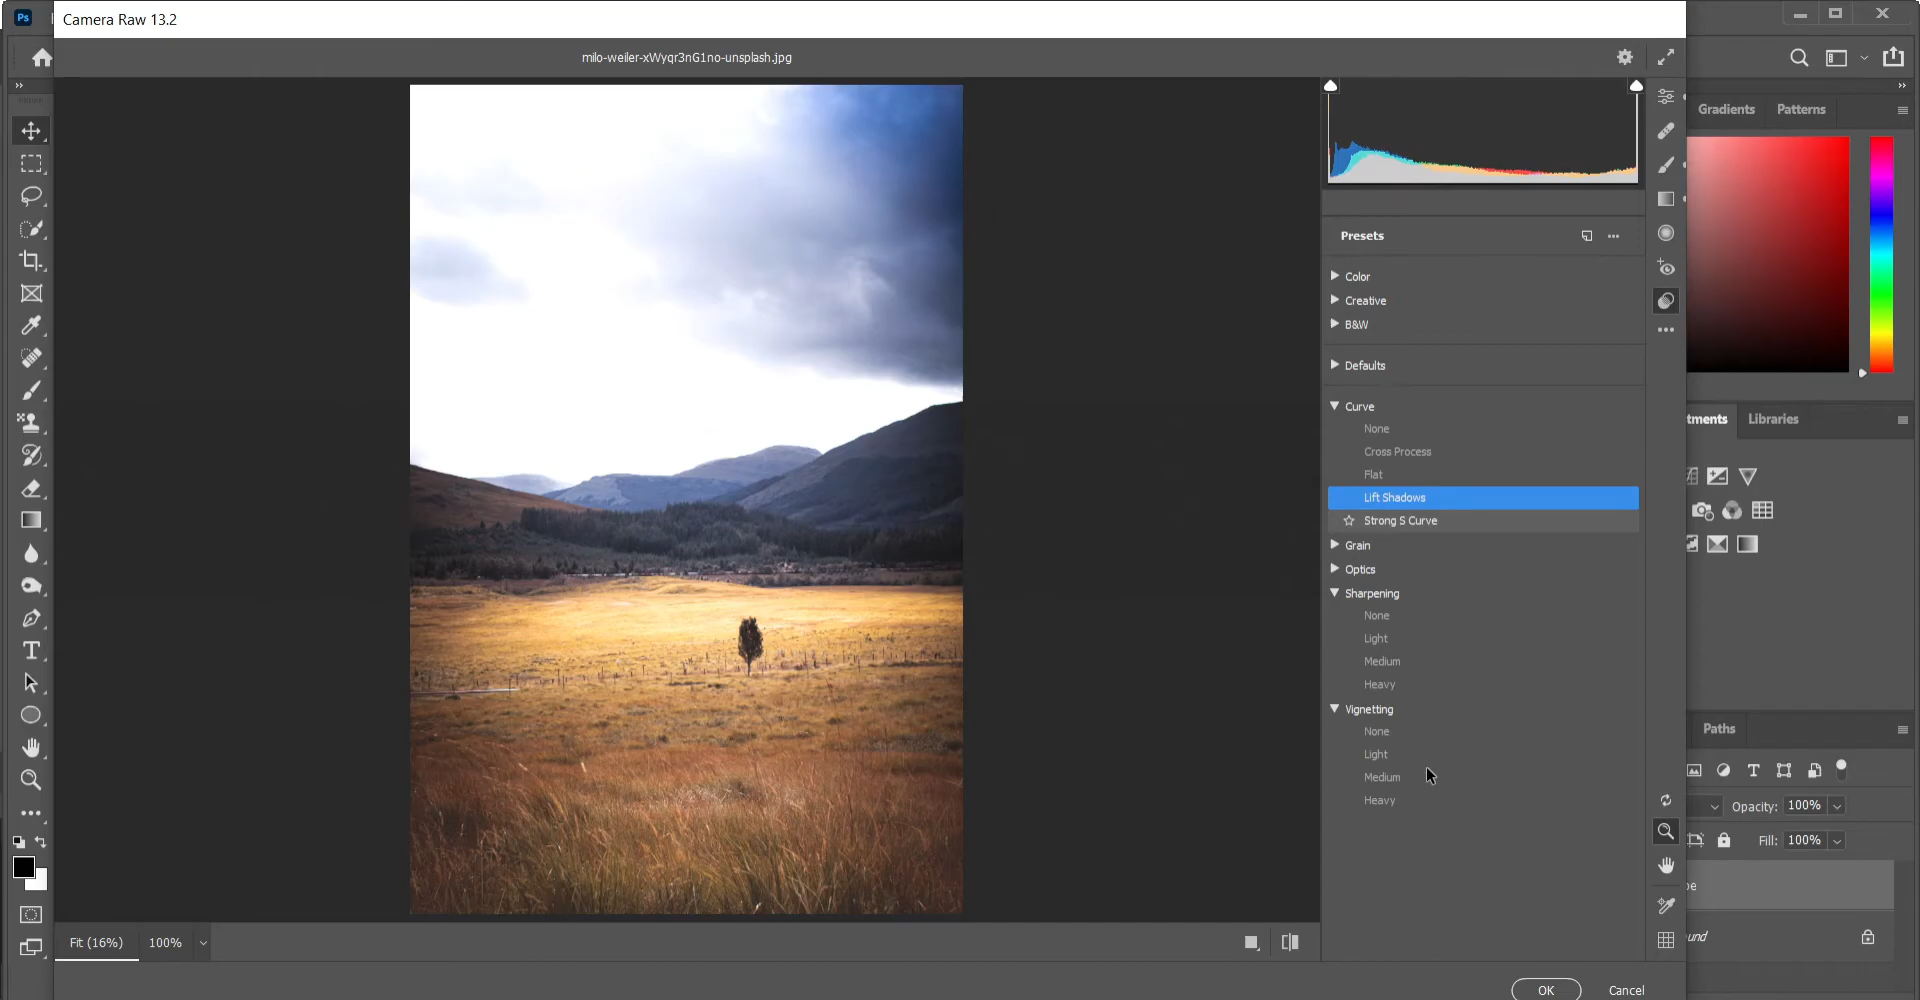 Ps
Camera Raw 13.2
milo-weiler-xWyqr3nG1no-unsplash.jpg
Gradients
Patterns
Presets
Color
Creative
B&W
Defaults
Curve
None
Cross Process
Flat
Lift Shadows
Strong S Curve
Grain
Optics
Sharpening
None
Light
Medium
Heavy
Vignetting
None
Light
Medium
Heavy
tments
Libraries
Paths
Opacity: 100%
Fill: 100%
pe
und
Fit (16%)
100%
OK
Cancel